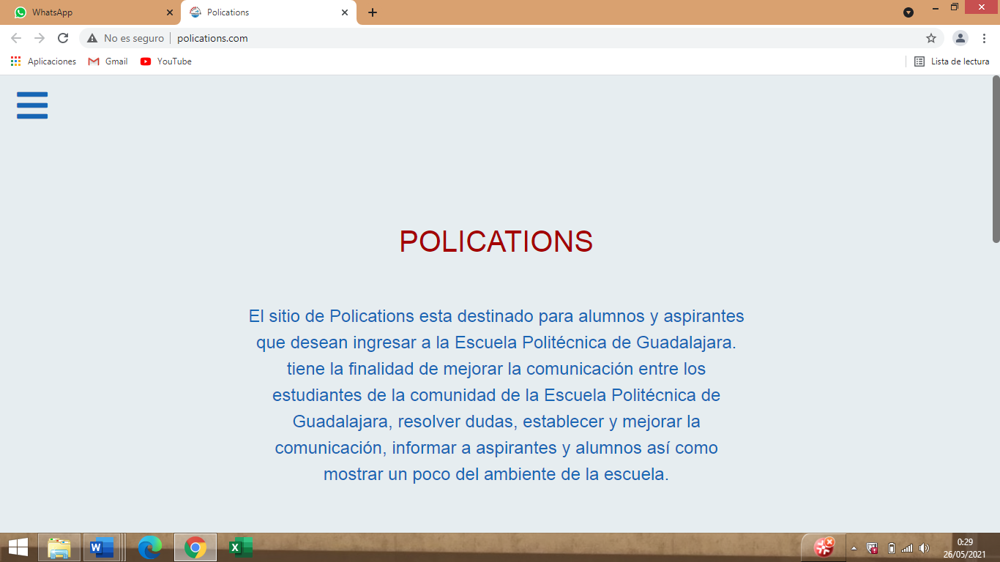 WhatsApp
Polications
No es seguro
polications.com
Aplicaciones
Gmail
YouTube
Lista de lectura
POLICATIONS
El sitio de Polications esta destinado para alumnos y aspirantes
que desean ingresar a la Escuela Politécnica de Guadalajara.
tiene la finalidad de mejorar la comunicación entre los
estudiantes de la comunidad de la Escuela Politécnica de
Guadalajara, resolver dudas, establecer y mejorar la
comunicación, informar a aspirantes y alumnos así como
mostrar un poco del ambiente de la escuela.
0:29
26/05/2021